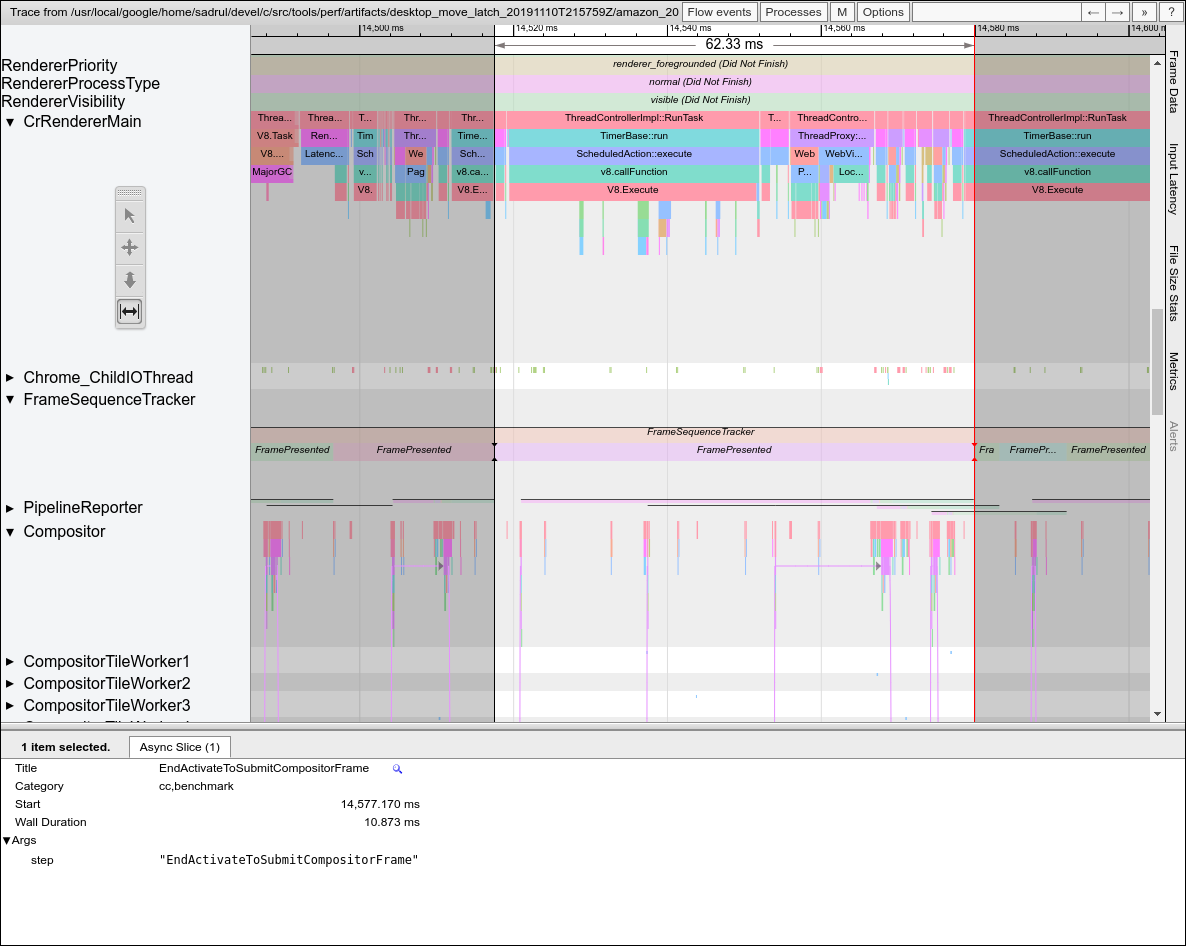 Trace from /usr/local/google/home/sadrul/devel/c/src/tools/perf/artifacts/desktop_move_latch_20191110T215759Z/amazon_20 Flow events Processes M Options ← → » ?
14,500 ms 14,520 ms 14,540 ms 14,560 ms 14,580 ms 14,600 m
62.33 ms
RendererPriority renderer_foregrounded (Did Not Finish)
RendererProcessType normal (Did Not Finish)
RendererVisibility visible (Did Not Finish)
▼ CrRendererMain Threa... Threa... T... Thr... Thr... ThreadControllerImpl::RunTask T... ThreadContro... ThreadControllerImpl::RunTask
V8.Task Ren... Tim Thr... Time... TimerBase::run ThreadProxy:... TimerBase::run
V8.... Latenc... Sch We Sch... ScheduledAction::execute Web WebVi... ScheduledAction::execute
MajorGC v... Pag v8.ca... v8.callFunction P... Loc... v8.callFunction
V8. V8.E... V8.Execute V8.Execute
► Chrome_ChildIOThread
▼ FrameSequenceTracker
FrameSequenceTracker
FramePresented FramePresented FramePresented Fra FramePr... FramePresented
► PipelineReporter
▼ Compositor
► CompositorTileWorker1
► CompositorTileWorker2
► CompositorTileWorker3
Frame Data
Input Latency
File Size Stats
Metrics
Alerts
1 item selected. Async Slice (1)
Title EndActivateToSubmitCompositorFrame
Category cc,benchmark
Start 14,577.170 ms
Wall Duration 10.873 ms
▼Args
step "EndActivateToSubmitCompositorFrame"